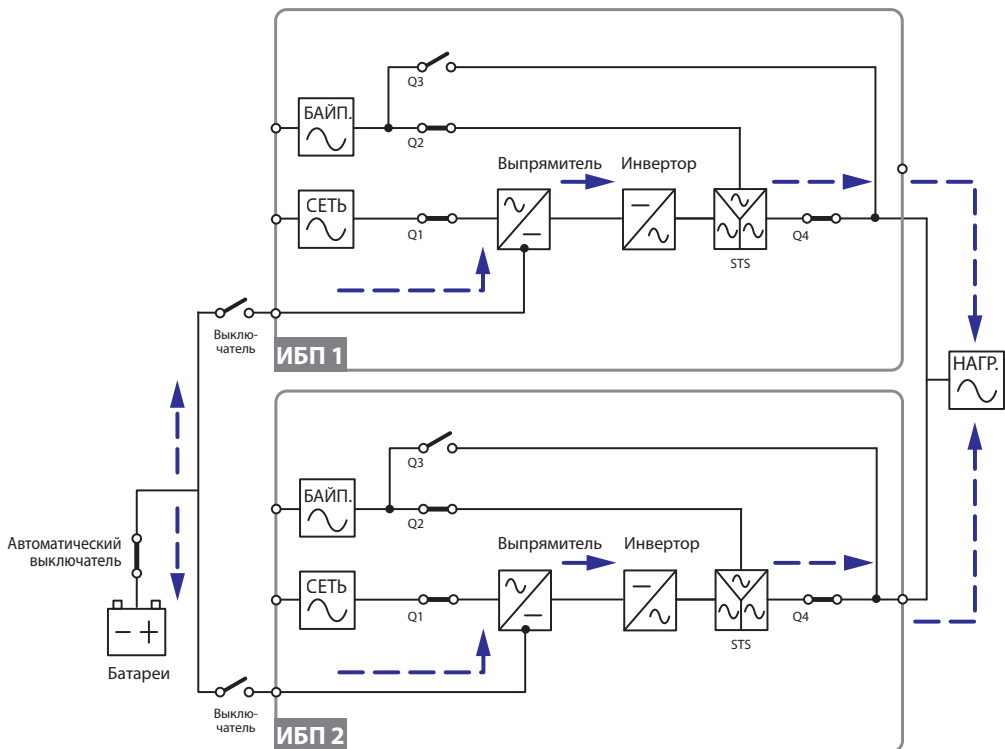 Q3
БАЙП.
Q2
Выпрямитель
Инвертор
СЕТЬ
Q1
STS
Q4
Выклю-
чатель
ИБП 1
НАГР.
Q3
БАЙП.
Q2
Автоматический
выключатель
Выпрямитель
Инвертор
СЕТЬ
Q1
STS
Q4
Батареи
Выклю-
чатель
ИБП 2